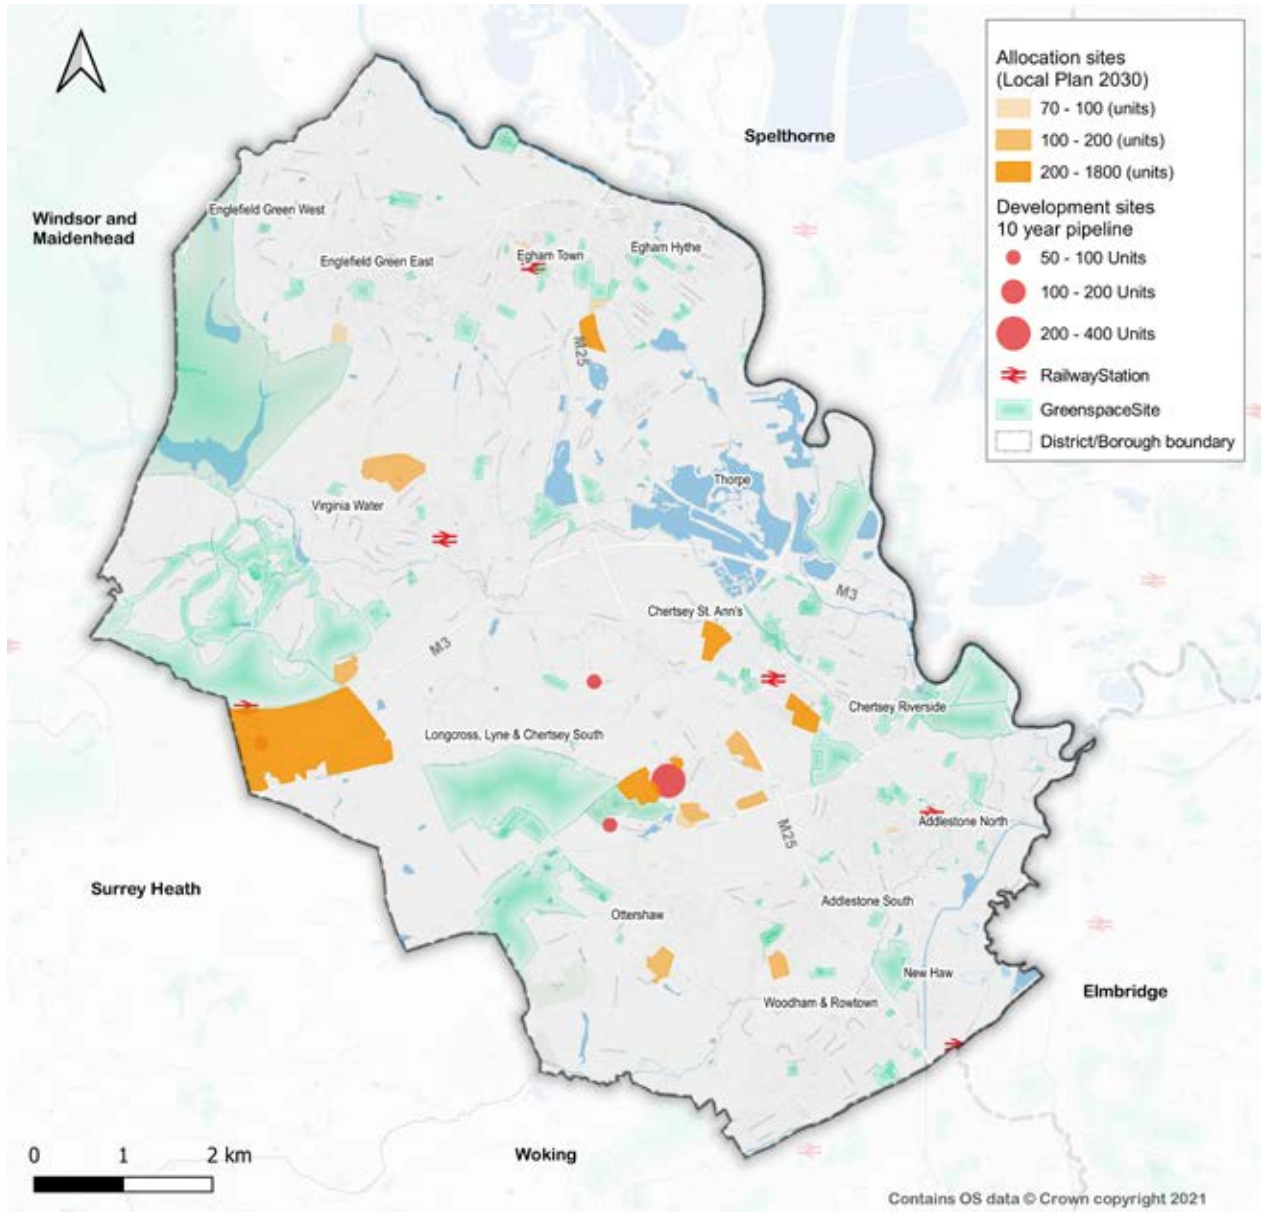 Allocation sites
(Local Plan 2030)
70 - 100 (units)
100 - 200 (units)
200 - 1800 (units)
Development sites
10 year pipeline
50 - 100 Units
100 - 200 Units
200 - 400 Units
RailwayStation
GreenspaceSite
District/Borough boundary
Spelthorne
Windsor and
Maidenhead
Englefield Green West
Englefield Green East
Egham Town
Egham Hythe
M25
Thorpe
Virginia Water
M3
Chertsey St. Ann's
M3
Chertsey Riverside
Longcross, Lyne & Chertsey South
M25
Addlestone North
Surrey Heath
Addlestone South
Ottershaw
New Haw
Woodham & Rowtown
Elmbridge
Woking
0 1 2 km
Contains OS data © Crown copyright 2021